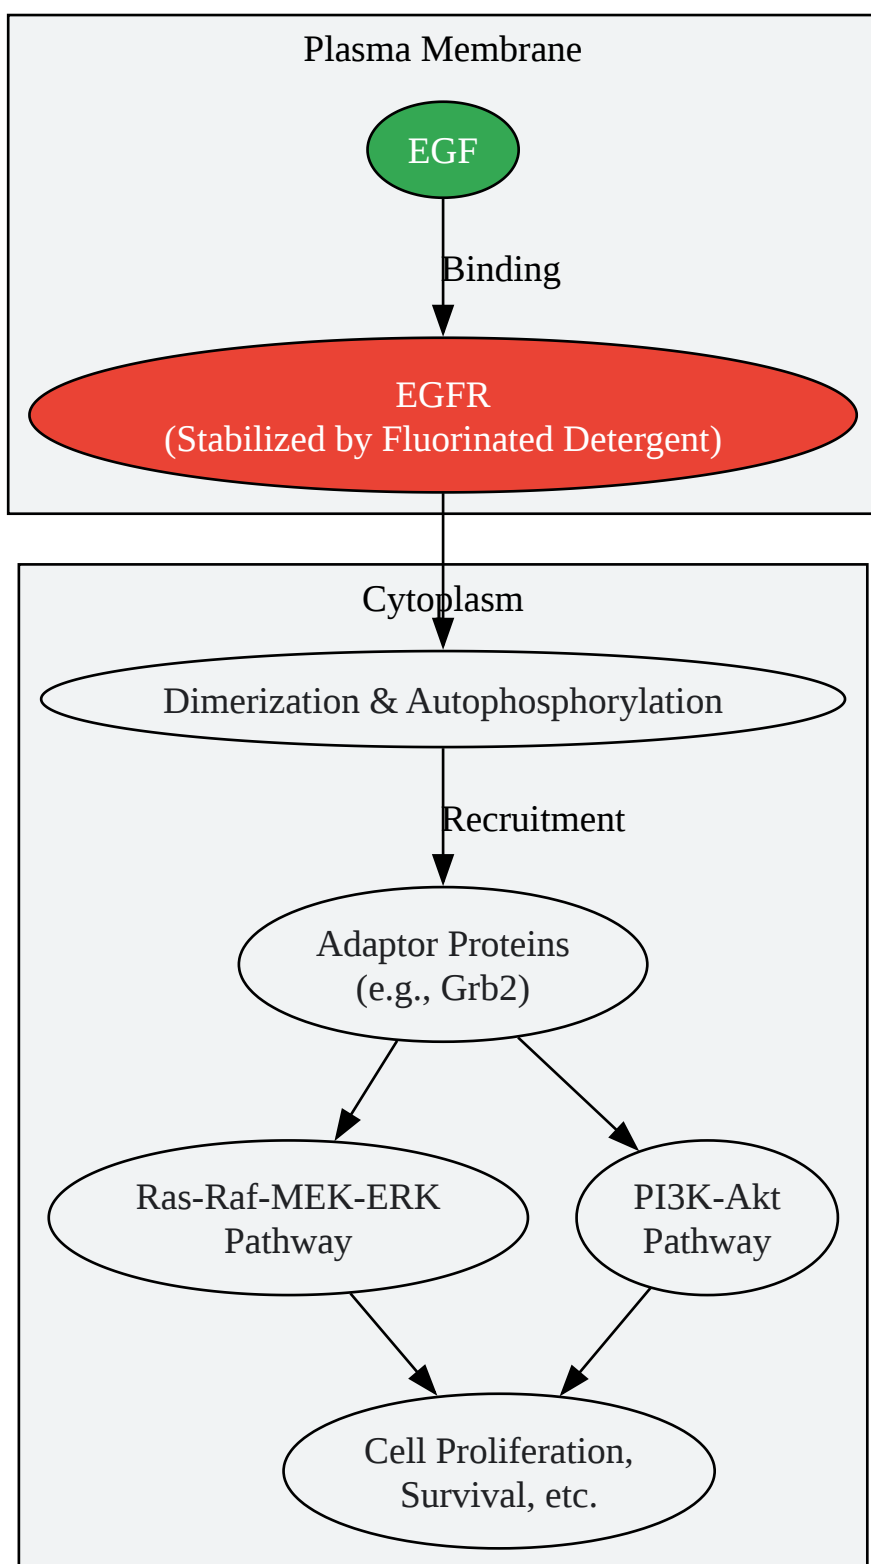 Plasma Membrane
EGF
Binding
EGFR
(Stabilized by Fluorinated Detergent)
Cytoplasm
Dimerization & Autophosphorylation
Recruitment
Adaptor Proteins
(e.g., Grb2)
Ras-Raf-MEK-ERK
Pathway
PI3K-Akt
Pathway
Cell Proliferation,
Survival, etc.